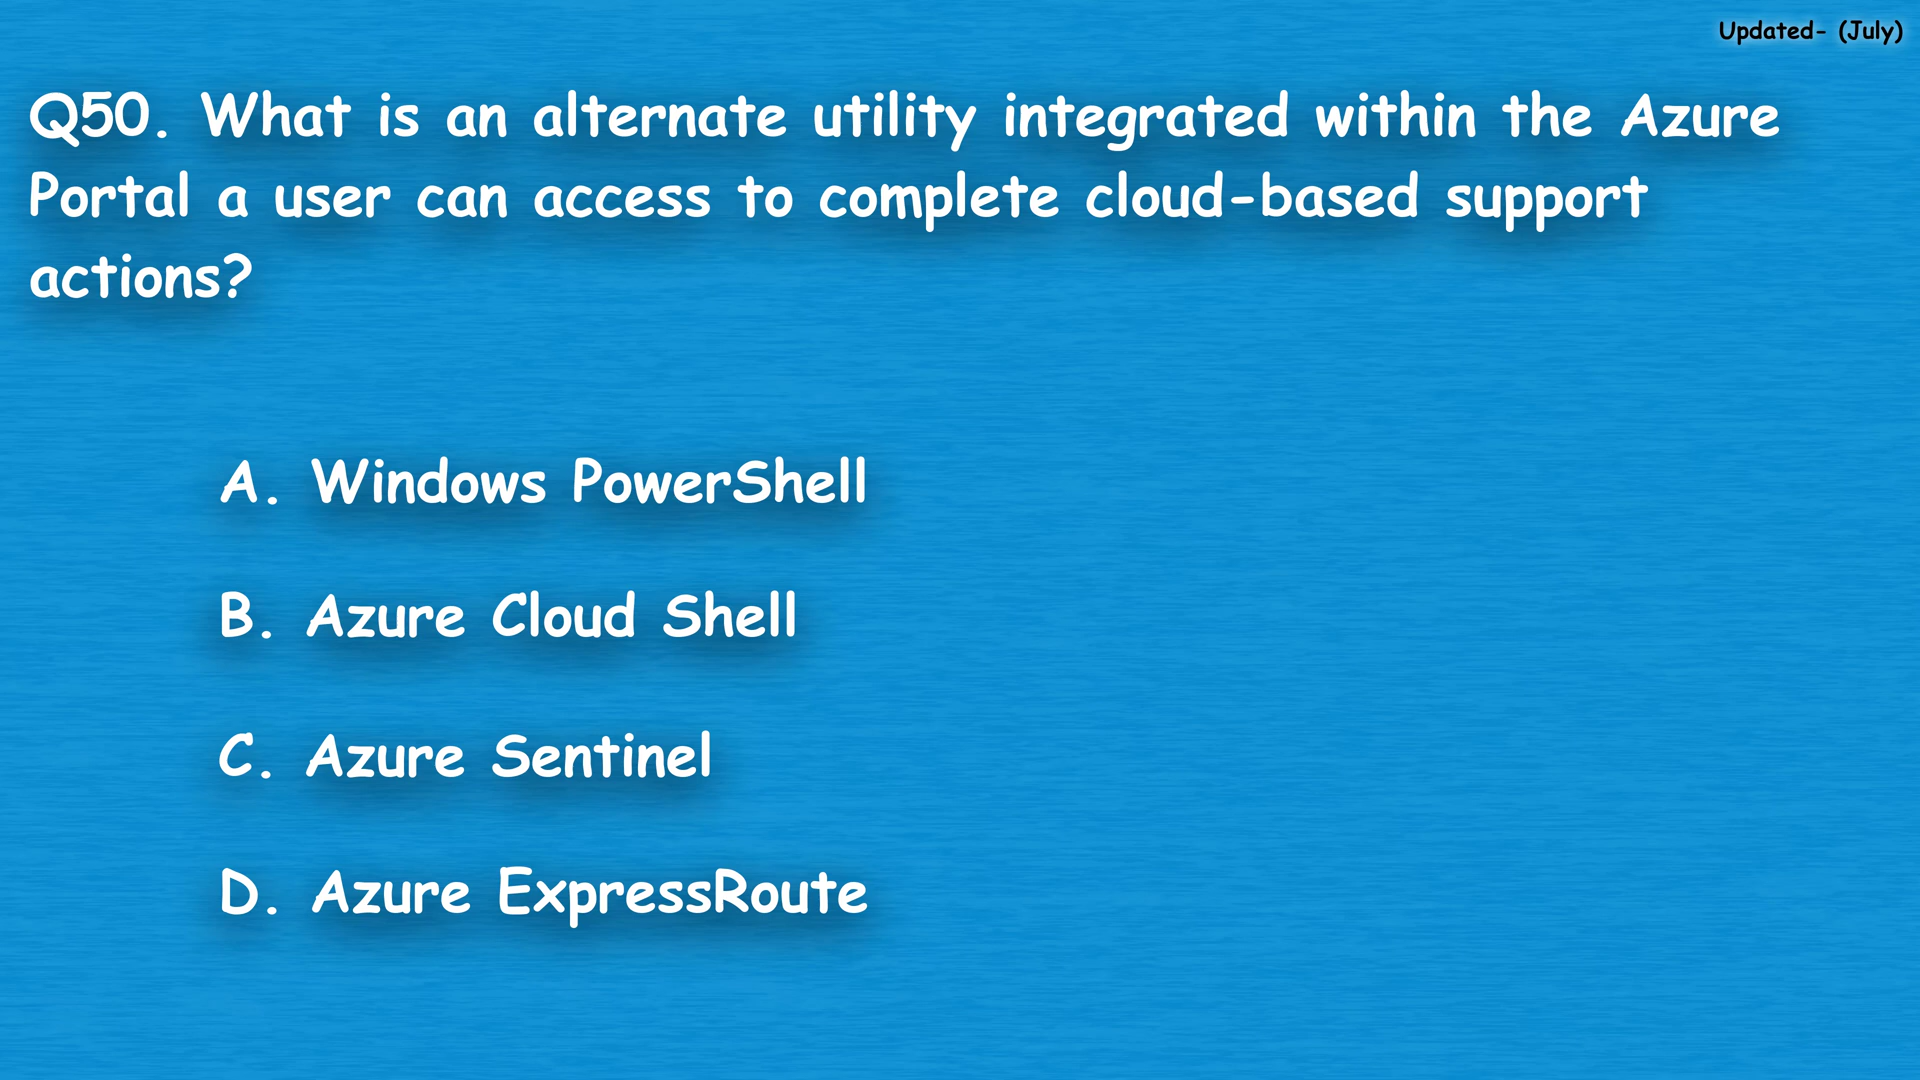 Updated- (July)
Q50. What is an alternate utility integrated within the Azure
Portal a user can access to complete cloud-based support
actions?
A. Windows PowerShell
B. Azure Cloud Shell
C. Azure Sentinel
D. Azure ExpressRoute